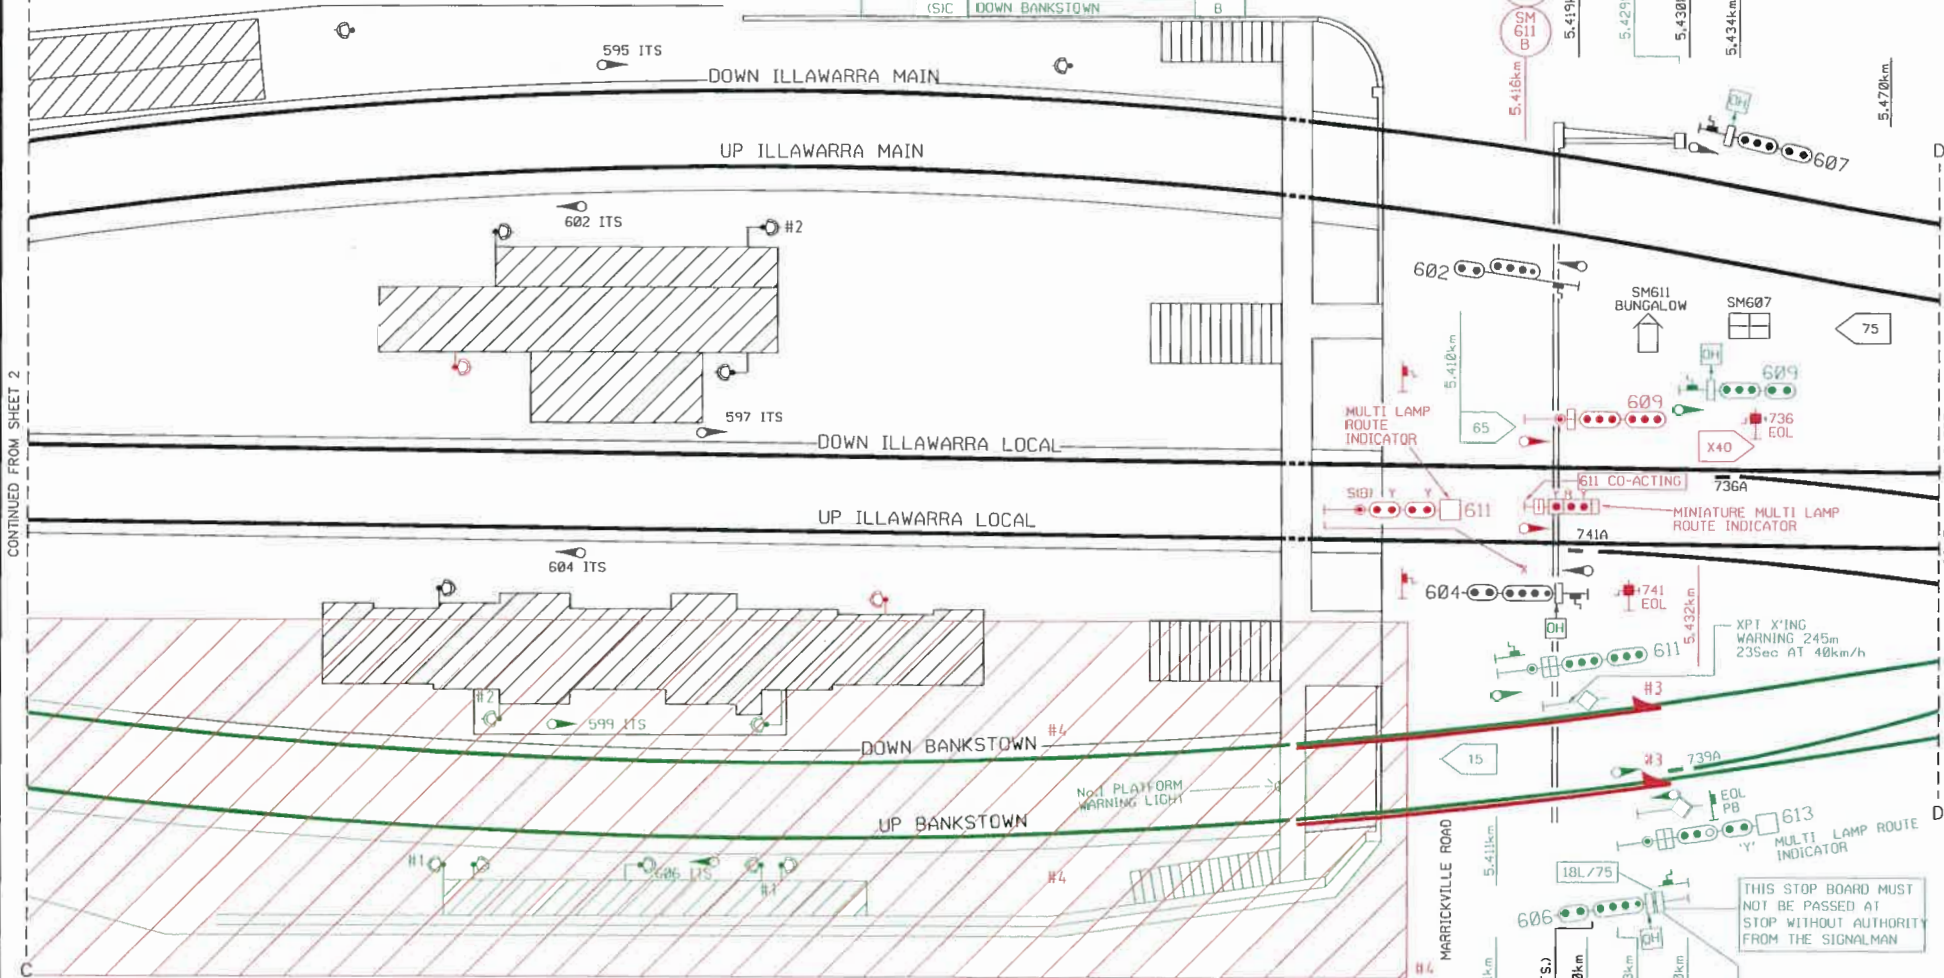 (S)C DOWN BANKSTOWN B
SM
611
B
5.416km
5.434km
5.470km
595 ITS
DOWN ILLAWARRA MAIN
OH
607
D
UP ILLAWARRA MAIN
602 ITS
#2
602
SM611
BUNGALOW
SM607
75
CONTINUED FROM SHEET 2
5.410km
OH
609
609
597 ITS
MULTI LAMP
ROUTE
INDICATOR
65
736
EOL
X40
DOWN ILLAWARRA LOCAL
611 CO-ACTING
736A
S(B) Y Y
611
Y R Y
MINIATURE MULTI LAMP
ROUTE INDICATOR
UP ILLAWARRA LOCAL
741A
604 ITS
604
741
EOL
5.432km
OH
611
XPT X'ING
WARNING 245m
23Sec AT 40km/h
#2
599 ITS
#4
#3
DOWN BANKSTOWN
15
#3
739A
No.1 PLATFORM
WARNING LIGHT
EOL
PB
UP BANKSTOWN
613
'Y' MULTI LAMP ROUTE
INDICATOR
D
#1
606 ITS
#1
#4
MARRICKVILLE ROAD
5.411km
18L/75
606
OH
THIS STOP BOARD MUST
NOT BE PASSED AT
STOP WITHOUT AUTHORITY
FROM THE SIGNALMAN
C
#4